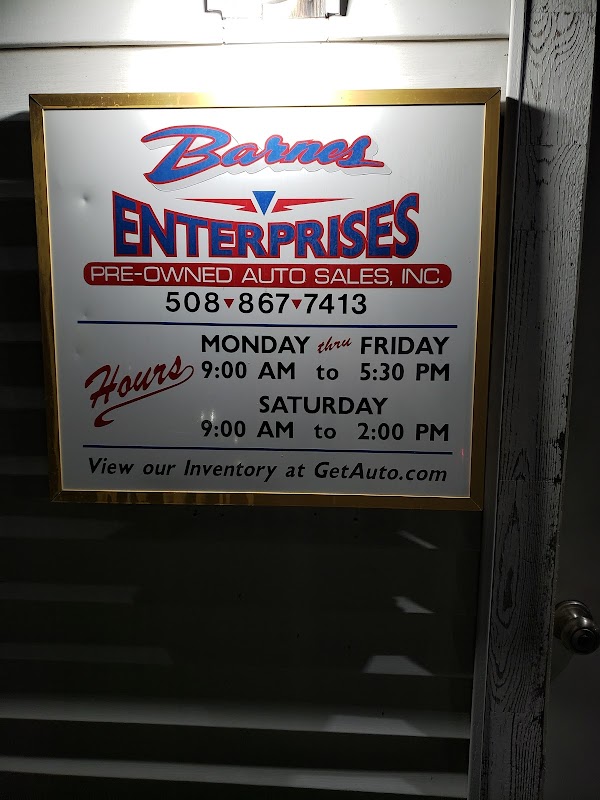 Barnes
ENTERPRISES
PRE-OWNED AUTO SALES, INC.
508▾867▾7413
Hours
MONDAY thru FRIDAY
9:00 AM to 5:30 PM
SATURDAY
9:00 AM to 2:00 PM
View our Inventory at GetAuto.com